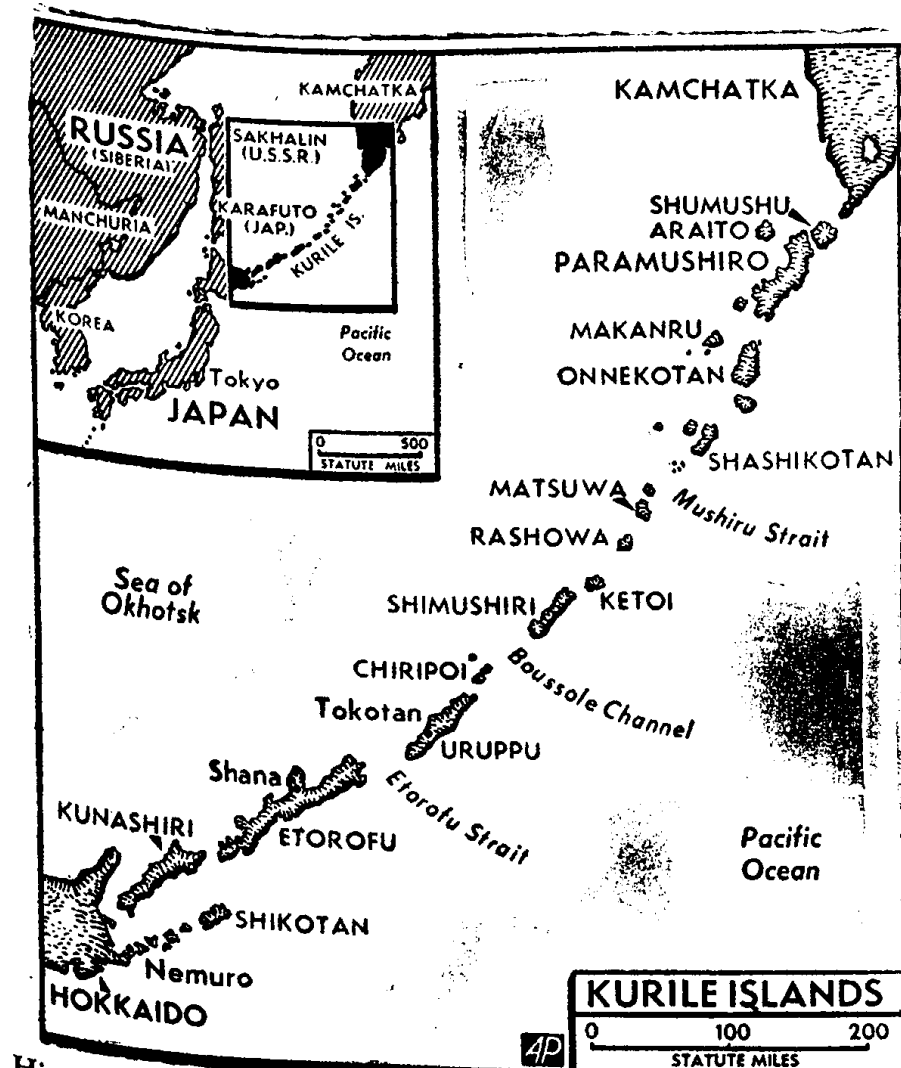 KAMCHATKA
RUSSIA
(SIBERIA)
SAKHALIN
(U.S.S.R.)
MANCHURIA
KARAFUTO
(JAP.)
KURILE IS.
KOREA
Pacific
Ocean
Tokyo
JAPAN
0 500
STATUTE MILES
KAMCHATKA
SHUMUSHU
ARAITO
PARAMUSHIRO
MAKANRU
ONNEKOTAN
SHASHIKOTAN
MATSUWA
Mushiru Strait
RASHOWA
Sea of
Okhotsk
SHIMUSHIRI
KETOI
CHIRIPOI
Boussole Channel
Tokotan
URUPPU
Shana
Etorofu Strait
KUNASHIRI
ETOROFU
Pacific
Ocean
SHIKOTAN
Nemuro
HOKKAIDO
KURILE ISLANDS
0 100 200
STATUTE MILES
AP